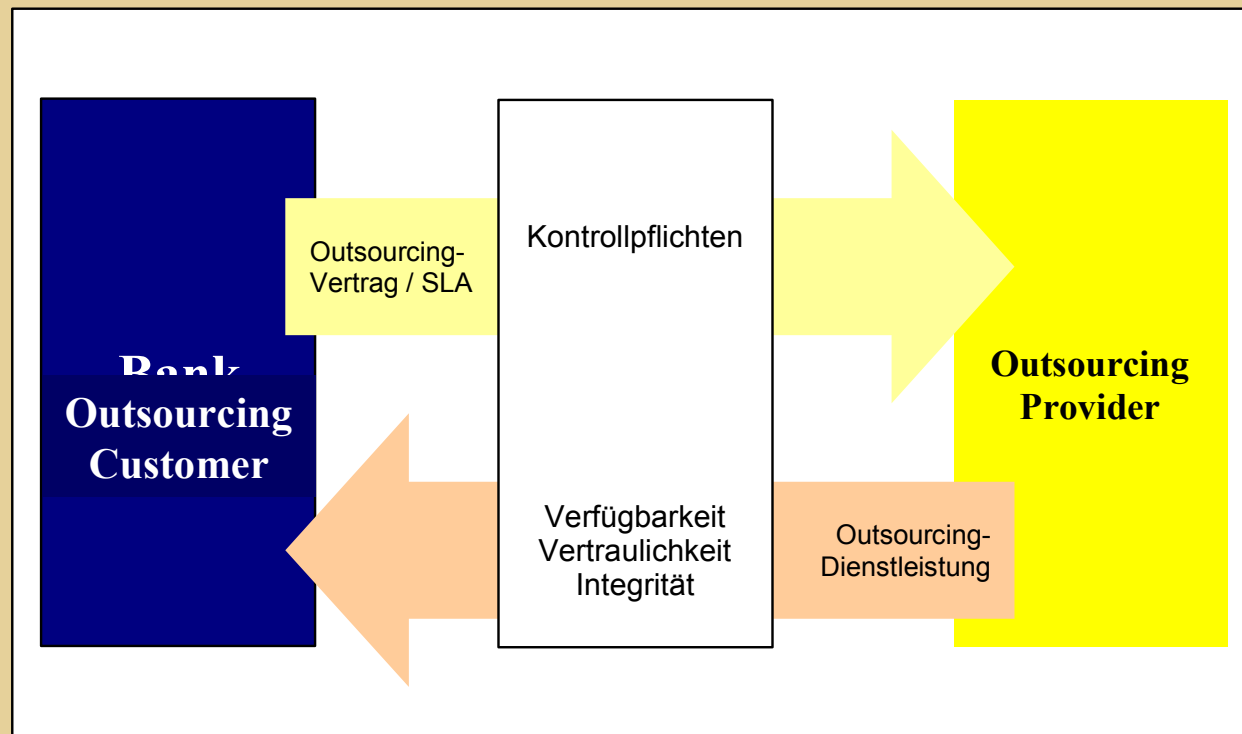 Bank
Outsourcing
Customer
Outsourcing-
Vertrag / SLA
Kontrollpflichten
Verfügbarkeit
Vertraulichkeit
Integrität
Outsourcing-
Dienstleistung
Outsourcing
Provider